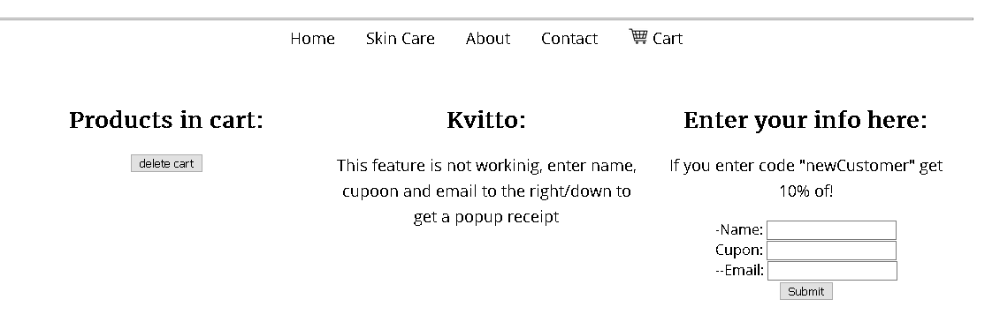 Home Skin Care About Contact Cart
Products in cart:
delete cart
Kvitto:
This feature is not workinig, enter name,
cupoon and email to the right/down to
get a popup receipt
Enter your info here:
If you enter code "newCustomer" get
10% of!
-Name:
Cupon:
--Email:
Submit